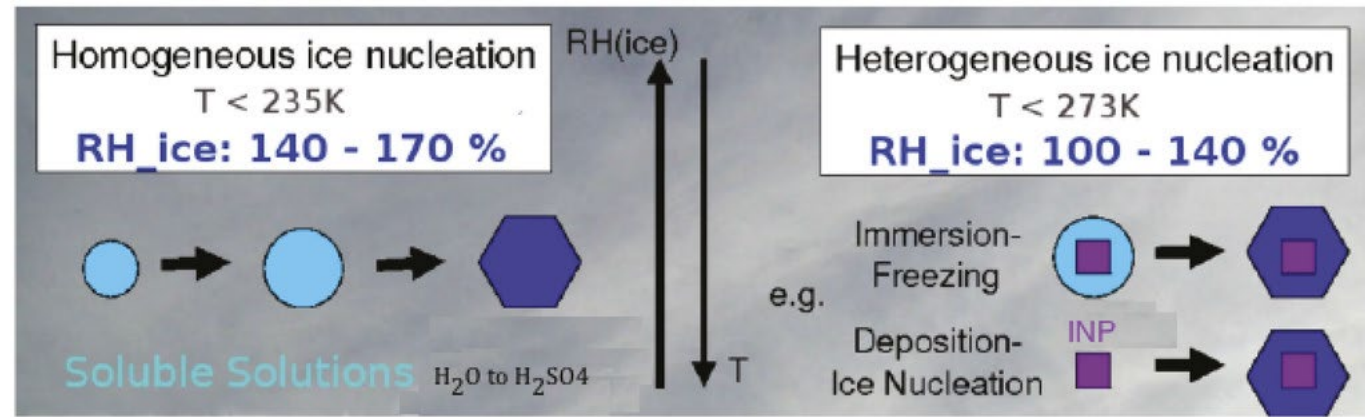 Homogeneous ice nucleation
T < 235K
RH_ice: 140 - 170 %
RH(ice)
T
Heterogeneous ice nucleation
T < 273K
RH_ice: 100 - 140 %
Soluble Solutions H₂O to H₂SO4
e.g.
Immersion-
Freezing
INP
Deposition-
Ice Nucleation